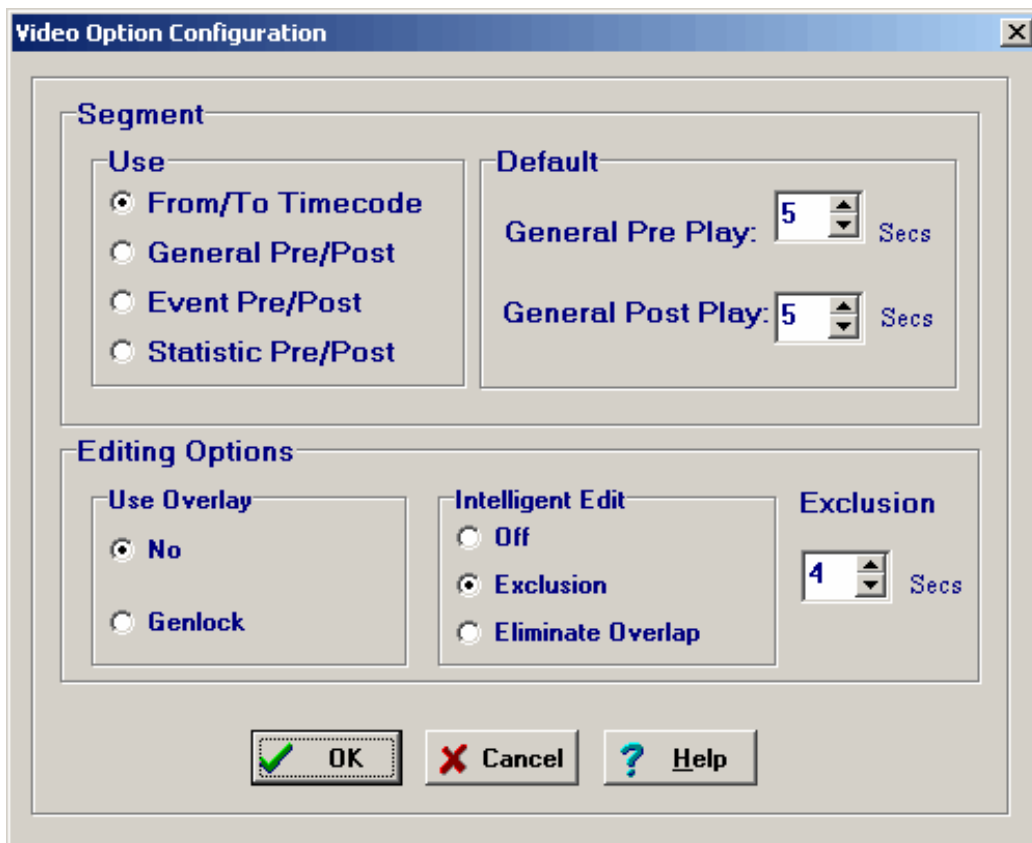 Video Option Configuration
Segment
Use
From/To Timecode
General Pre/Post
Event Pre/Post
Statistic Pre/Post
Default
General Pre Play: 5 Secs
General Post Play: 5 Secs
Editing Options
Use Overlay
No
Genlock
Intelligent Edit
Off
Exclusion
Eliminate Overlap
Exclusion
4 Secs
OK
Cancel
? Help